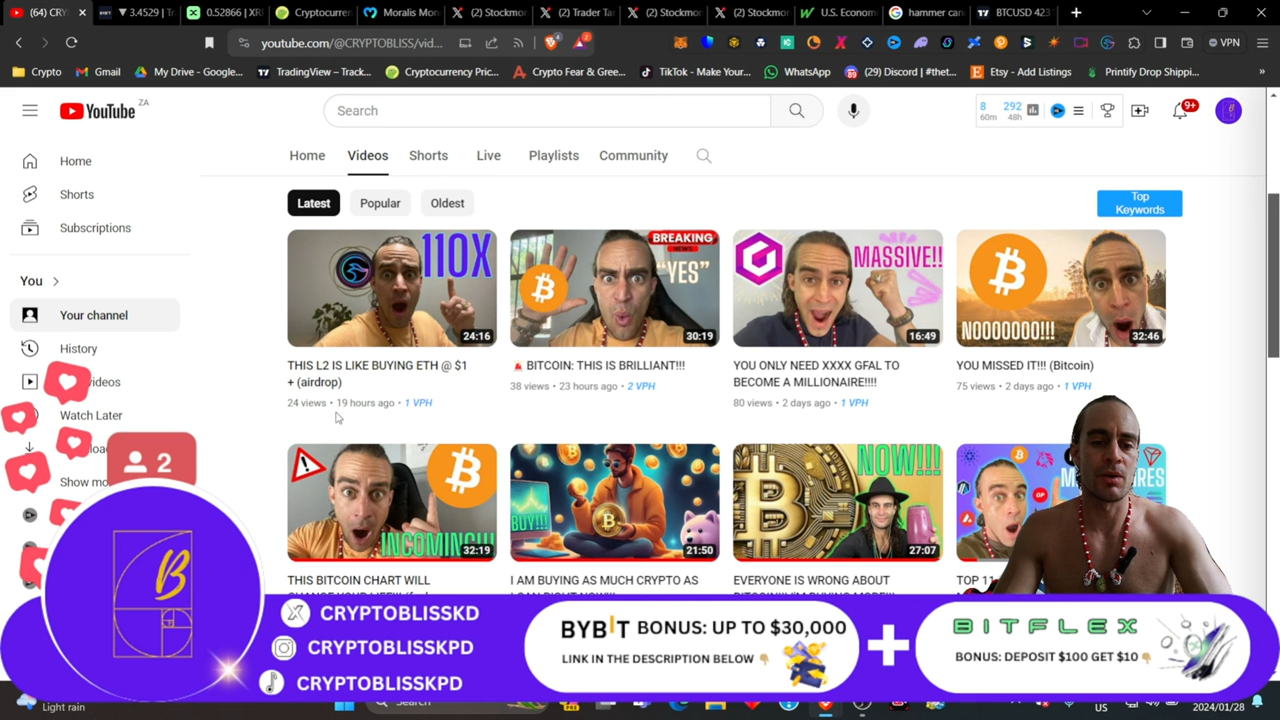 (64) CRY
3.4529 | Tr
0.52866 | XRI
Cryptocurren
Moralis Mon
(2) Stockmor
(2) Trader Ta
(2) Stockmor
(2) Stockmor
U.S. Econom
hammer can
BTCUSD 423
youtube.com/@CRYPTOBLISS/vid...
VPN
Crypto
Gmail
My Drive - Google...
TradingView – Track...
Cryptocurrency Pric...
Crypto Fear & Gree...
TikTok - Make Your...
WhatsApp
(29) Discord | #thet...
Etsy - Add Listings
Printify Drop Shippi...
YouTube ZA
Search
8 292
60m 48h
9+
Home
Videos
Shorts
Live
Playlists
Community
Home
Shorts
Subscriptions
You
Your channel
History
videos
Watch Later
Show mo
Latest
Popular
Oldest
Top
Keywords
110X
24:16
BREAKING
NEWS
"YES"
30:19
MASSIVE!!
16:49
NOOOOOO!!!
32:46
THIS L2 IS LIKE BUYING ETH @ $1
+ (airdrop)
24 views • 19 hours ago • 1 VPH
BITCOIN: THIS IS BRILLIANT!!!
38 views • 23 hours ago • 2 VPH
YOU ONLY NEED XXXX GFAL TO
BECOME A MILLIONAIRE!!!!
80 views • 2 days ago • 1 VPH
YOU MISSED IT!!! (Bitcoin)
75 views • 2 days ago • 1 VPH
INCOMING!!!
32:19
BUY!!!
21:50
NOW!!!
27:07
THIS BITCOIN CHART WILL
I AM BUYING AS MUCH CRYPTO AS
EVERYONE IS WRONG ABOUT
TOP 11
2
B
CRYPTOBLISSKD
CRYPTOBLISSKPD
CRYPTOBLISSKPD
BYBIT BONUS: UP TO $30,000
LINK IN THE DESCRIPTION BELOW
BITFLEX
BONUS: DEPOSIT $100 GET $10
Light rain
Search
US
2024/01/28